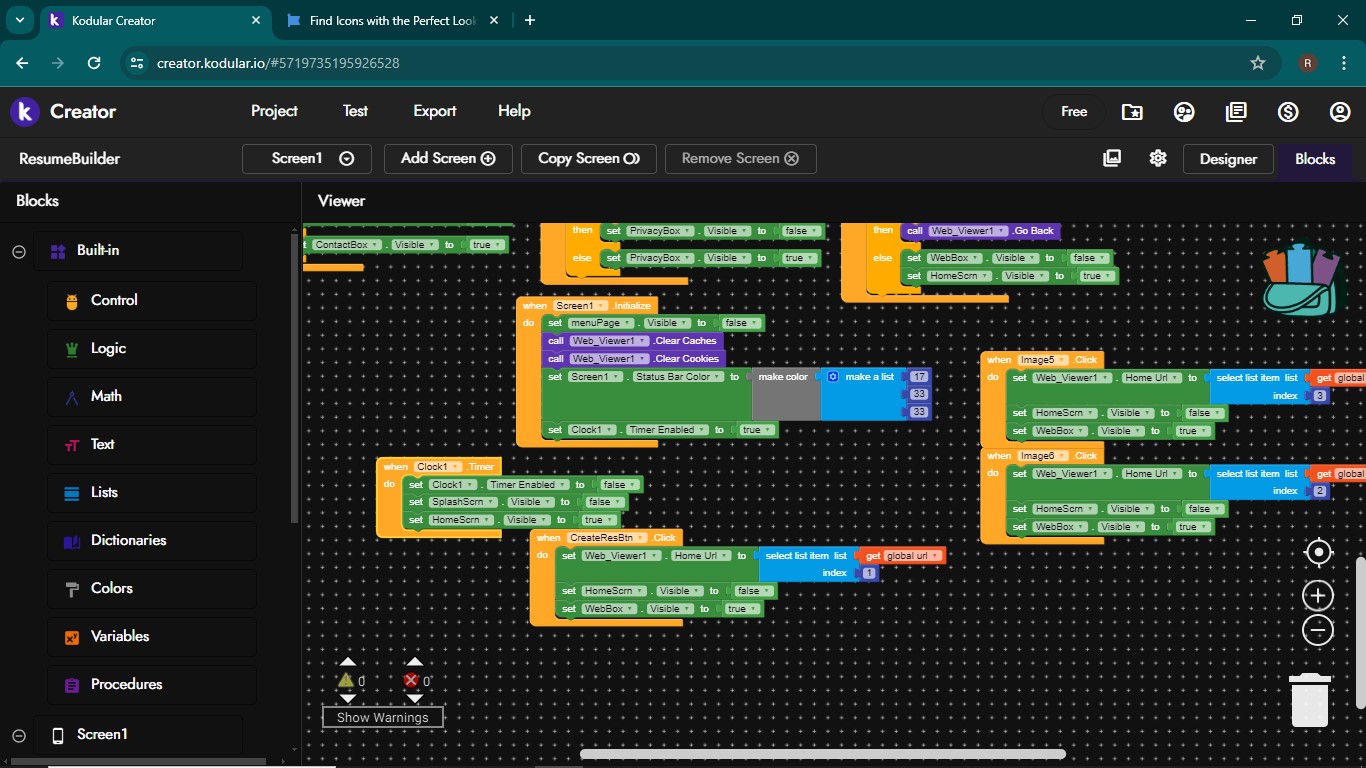 Kodular Creator
Find Icons with the Perfect Look
creator.kodular.io/#5719735195926528
R
k
Creator
Project
Test
Export
Help
Free
ResumeBuilder
Screen1
Add Screen
Copy Screen
Remove Screen
Designer
Blocks
Blocks
Viewer
Built-in
Control
Logic
Math
Text
Lists
Dictionaries
Colors
Variables
Procedures
Screen1
t ContactBox . Visible to true
then set PrivacyBox . Visible to false
else set PrivacyBox . Visible to true
then call Web_Viewer1 .Go Back
else set WebBox . Visible to false
set HomeScrn . Visible to true
when Screen1 .Initialize
do set menuPage . Visible to false
call Web_Viewer1 .Clear Caches
call Web_Viewer1 .Clear Cookies
set Screen1 . Status Bar Color to make color make a list 17
33
33
set Clock1 . Timer Enabled to true
when Image5 .Click
do set Web_Viewer1 . Home Url to select list item list get global
index 3
set HomeScrn . Visible to false
set WebBox . Visible to true
when Image6 .Click
do set Web_Viewer1 . Home Url to select list item list get global
index 2
set HomeScrn . Visible to false
set WebBox . Visible to true
when Clock1 .Timer
do set Clock1 . Timer Enabled to false
set SplashScrn . Visible to false
set HomeScrn . Visible to true
when CreateResBtn .Click
do set Web_Viewer1 . Home Url to select list item list get global url
index 1
set HomeScrn . Visible to false
set WebBox . Visible to true
0 0
Show Warnings